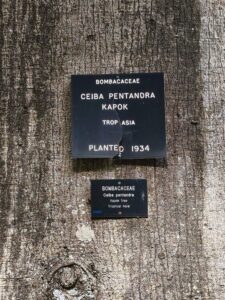 BOMBACACEAE
CEIBA PENTANDRA
KAPOK
TROP ASIA
PLANTED 1934
BOMBACACEAE
Ceiba pentandra
Kapok Tree
Tropical Asia